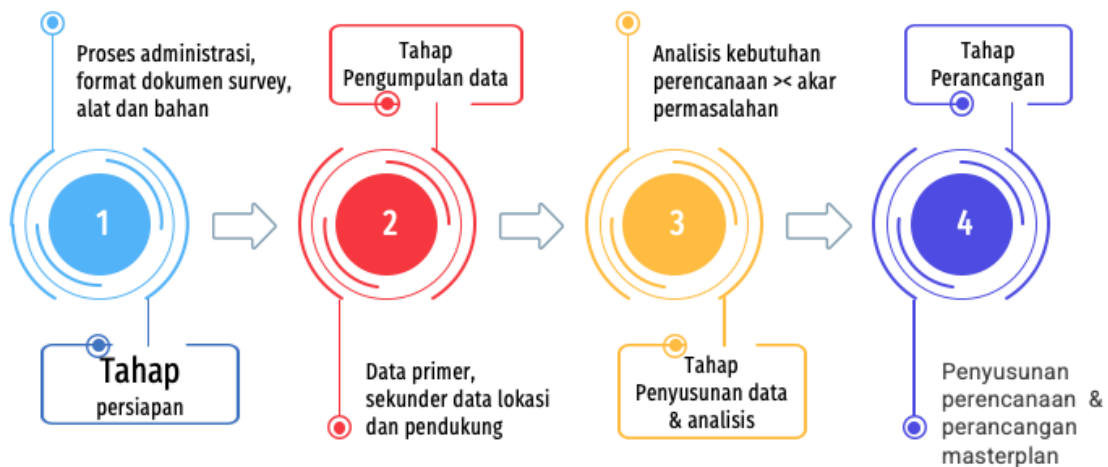 Proses administrasi,
format dokumen survey,
alat dan bahan
1
Tahap
persiapan
Tahap
Pengumpulan data
2
Data primer,
sekunder data lokasi
dan pendukung
Analisis kebutuhan
perencanaan >< akar
permasalahan
3
Tahap
Penyusunan data
& analisis
Tahap
Perancangan
4
Penyusunan
perencanaan &
perancangan
masterplan